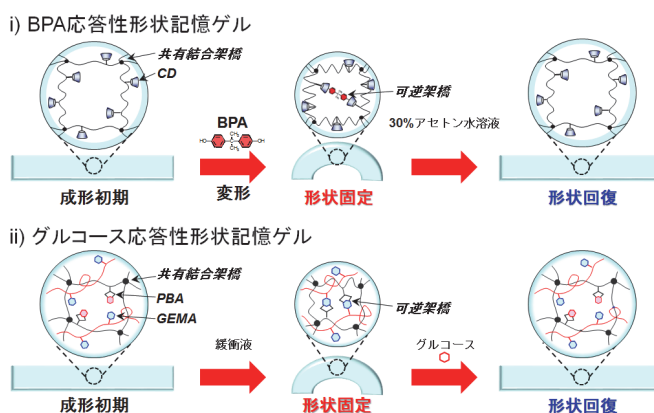 i) BPA応答性形状記憶ゲル
共有結合架橋
CD
BPA
HO
CH₃
CH₃
OH
変形
可逆架橋
30%アセトン水溶液
成形初期
形状固定
形状回復
ii) グルコース応答性形状記憶ゲル
共有結合架橋
PBA
GEMA
緩衝液
可逆架橋
グルコース
成形初期
形状固定
形状回復